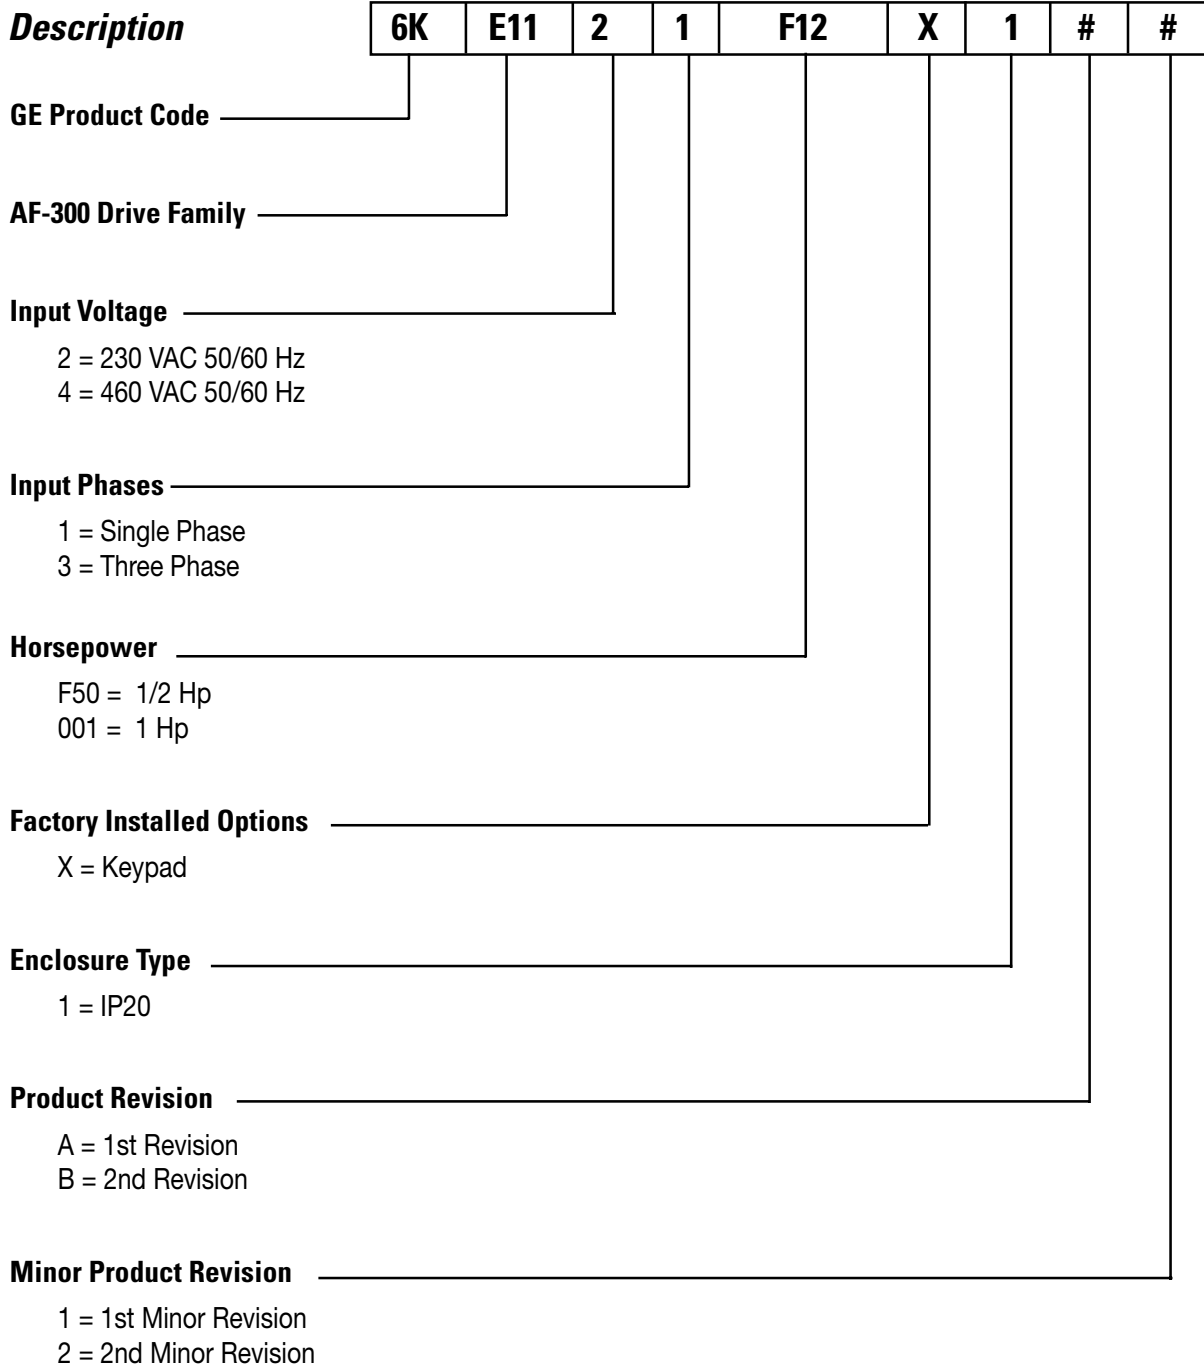 Description 6K E11 2 1 F12 X 1 # #
GE Product Code
AF-300 Drive Family
Input Voltage
2 = 230 VAC 50/60 Hz
4 = 460 VAC 50/60 Hz
Input Phases
1 = Single Phase
3 = Three Phase
Horsepower
F50 = 1/2 Hp
001 = 1 Hp
Factory Installed Options
X = Keypad
Enclosure Type
1 = IP20
Product Revision
A = 1st Revision
B = 2nd Revision
Minor Product Revision
1 = 1st Minor Revision
2 = 2nd Minor Revision